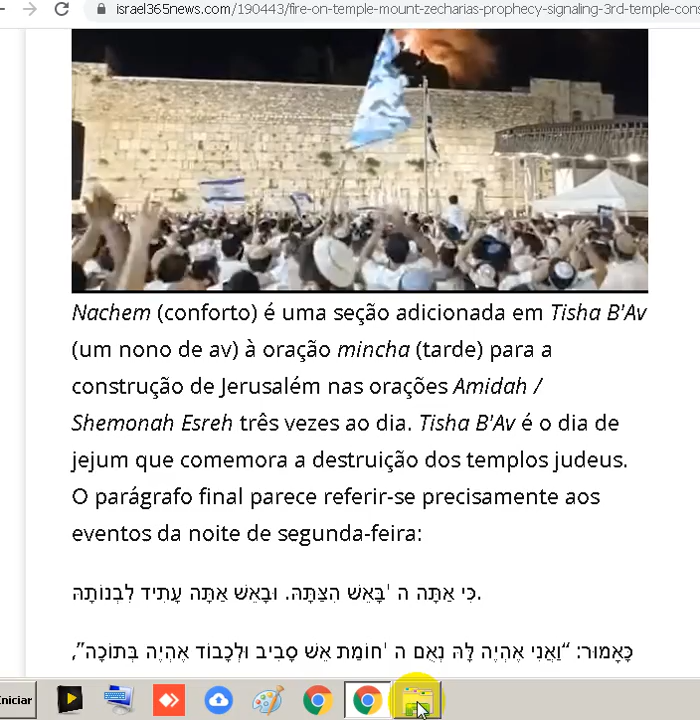 israel365news.com/190443/fire-on-temple-mount-zecharias-prophecy-signaling-3rd-temple-cons
Nachem (conforto) é uma seção adicionada em Tisha B'Av
(um nono de av) à oração mincha (tarde) para a
construção de Jerusalém nas orações Amidah /
Shemonah Esreh três vezes ao dia. Tisha B'Av é o dia de
jejum que comemora a destruição dos templos judeus.
O parágrafo final parece referir-se precisamente aos
eventos da noite de segunda-feira:
כִּי אַתָּה ה 'בָּאֵשׁ הִצַּתָּהּ. וּבָאֵשׁ אַתָּה עָתִיד לִבְנוֹתָהּ.
כָּאָמוּר: “וַאֲנִי אֶהְיֶה לָּהּ נְאֻם ה 'חוֹמַת אֵשׁ סָבִיב וּלְכָבוֹד אֶהְיֶה בְּתוֹכָהּ”,
Iniciar